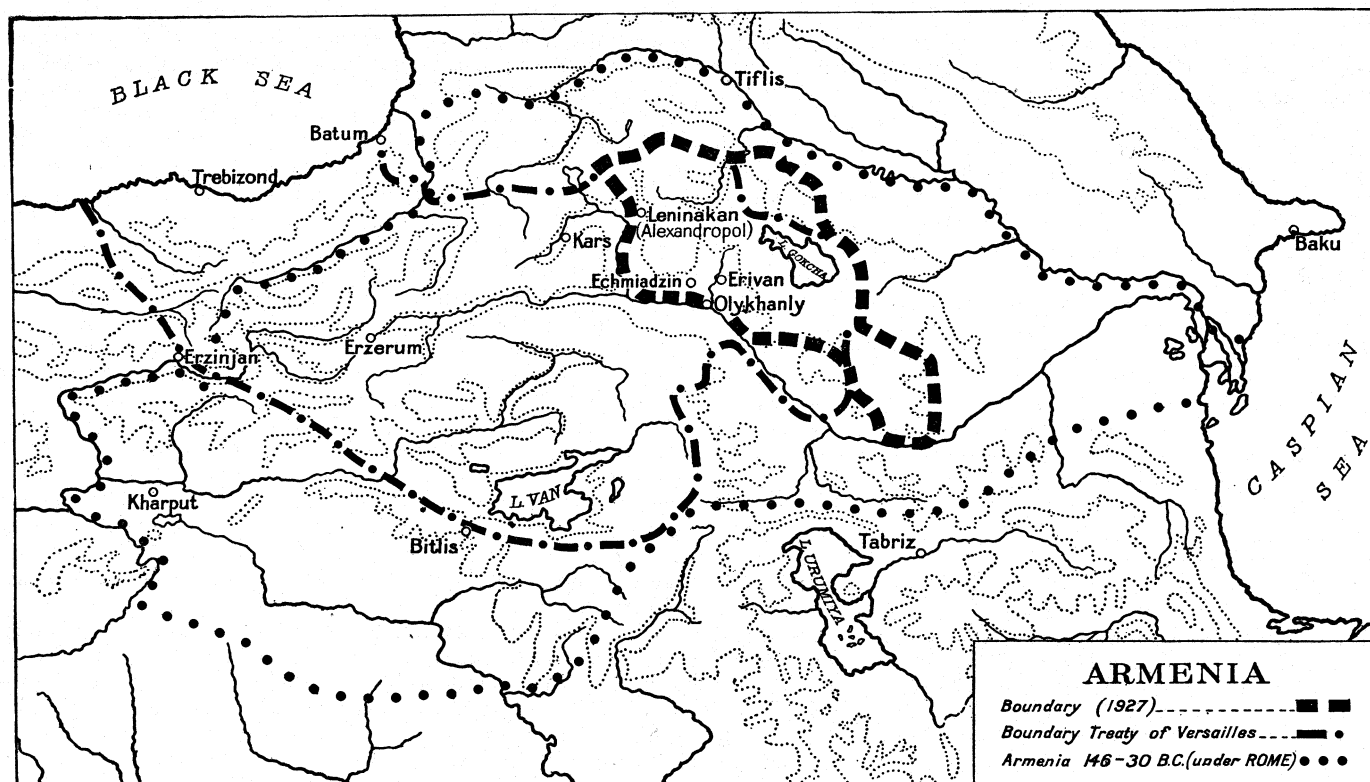 BLACK SEA
Tiflis
Batum
Trebizond
Leninakan
(Alexandropol)
Kars
L. GOKCHA
Baku
Echmiadzin
Erivan
Olykhanly
Erzerum
Erzinjan
CASPIAN
SEA
L. VAN
Kharput
Bitlis
Tabriz
L. URUMIA
ARMENIA
Boundary (1927)
Boundary Treaty of Versailles
Armenia 146-30 B.C. (under ROME)